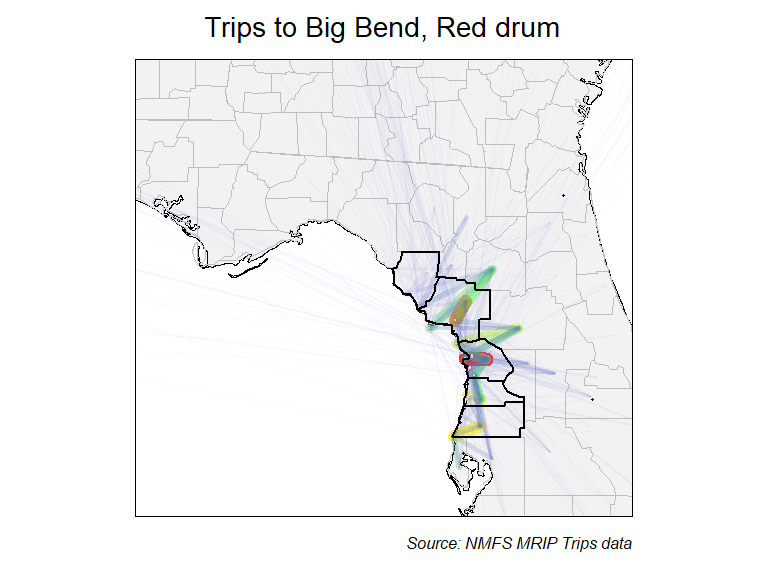 Trips to Big Bend, Red drum
Source: NMFS MRIP Trips data